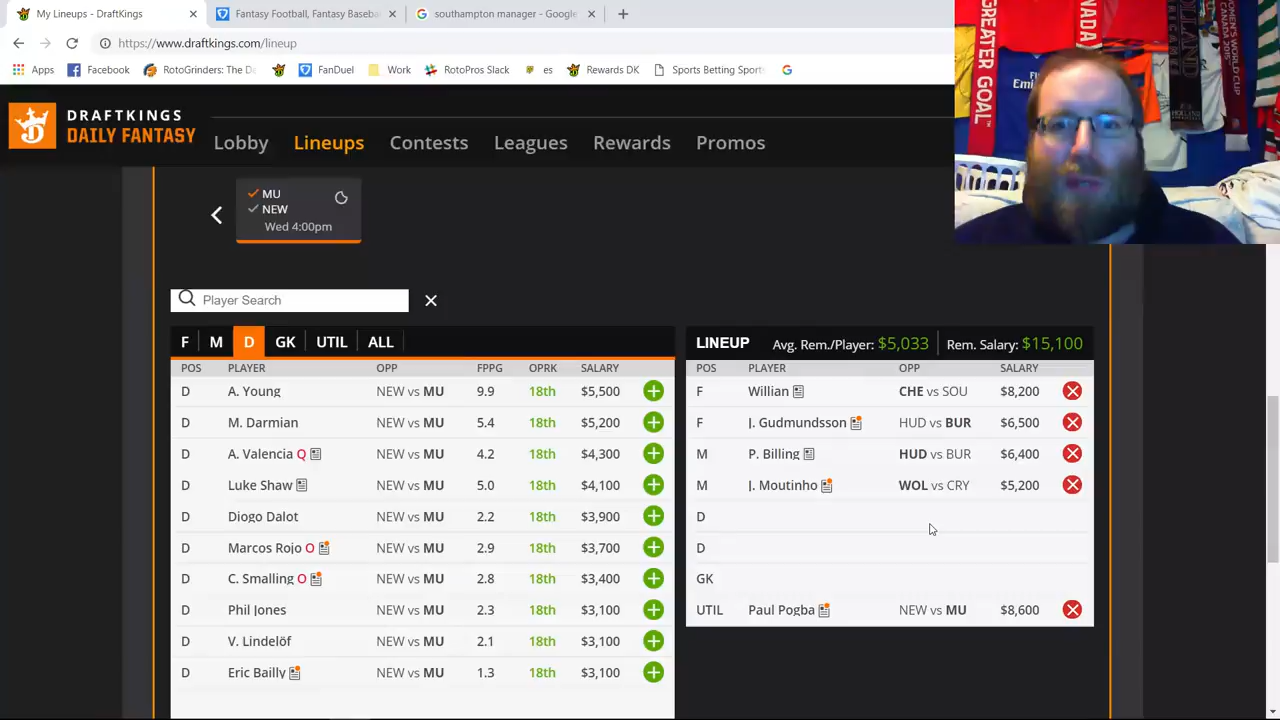 My Lineups - DraftKings
Fantasy Football, Fantasy Baseba
southampton manager - Google
https://www.draftkings.com/lineup
Apps Facebook RotoGrinders: The D FanDuel Work RotoPros Slack Rewards DK Sports Betting Sport
DRAFTKINGS
DAILY FANTASY
Lobby Lineups Contests Leagues Rewards Promos
GREATER GOAL
CANADA
HOLLAND
WOMEN'S WORLD CUP
CANADA 2015
MU
NEW
Wed 4:00pm
Player Search
F M D GK UTIL ALL
POS PLAYER OPP FPPG OPRK SALARY
D A. Young NEW vs MU 9.9 18th $5,500
D M. Darmian NEW vs MU 5.4 18th $5,200
D A. Valencia Q NEW vs MU 4.2 18th $4,300
D Luke Shaw NEW vs MU 5.0 18th $4,100
D Diogo Dalot NEW vs MU 2.2 18th $3,900
D Marcos Rojo O NEW vs MU 2.9 18th $3,700
D C. Smalling O NEW vs MU 2.8 18th $3,400
D Phil Jones NEW vs MU 2.3 18th $3,100
D V. Lindelöf NEW vs MU 2.1 18th $3,100
D Eric Bailly NEW vs MU 1.3 18th $3,100
LINEUP Avg. Rem./Player: $5,033 Rem. Salary: $15,100
POS PLAYER OPP SALARY
F Willian CHE vs SOU $8,200
F J. Gudmundsson HUD vs BUR $6,500
M P. Billing HUD vs BUR $6,400
M J. Moutinho WOL vs CRY $5,200
D
D
GK
UTIL Paul Pogba NEW vs MU $8,600